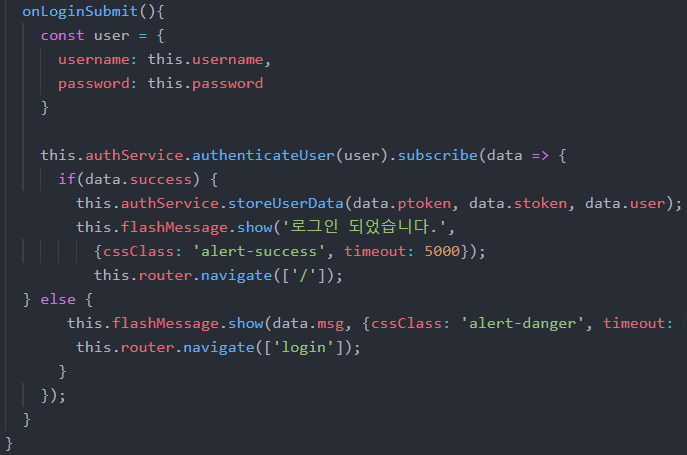 onLoginSubmit(){
const user = {
username: this.username,
password: this.password
}
this.authService.authenticateUser(user).subscribe(data => {
if(data.success) {
this.authService.storeUserData(data.ptoken, data.stoken, data.user);
this.flashMessage.show('로그인 되었습니다.',
{cssClass: 'alert-success', timeout: 5000});
this.router.navigate(['/']);
} else {
this.flashMessage.show(data.msg, {cssClass: 'alert-danger', timeout:
this.router.navigate(['login']);
}
});
}
}